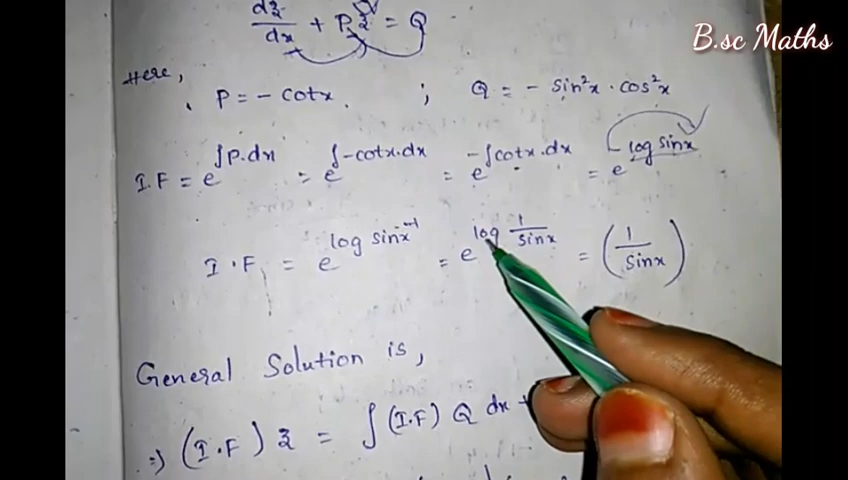 B.sc Maths
dz/dx + Pz = Q
Here,
P = - cotx ; Q = - sin²x · cos²x
I.F = e^∫P.dx = e^∫-cotx.dx = e^-∫cotx.dx = e^-log sinx
I.F = e^log sinx⁻¹ = e^log 1/sinx = (1/sinx)
General Solution is,
⇒ (I.F) z = ∫(I.F) Q dx +